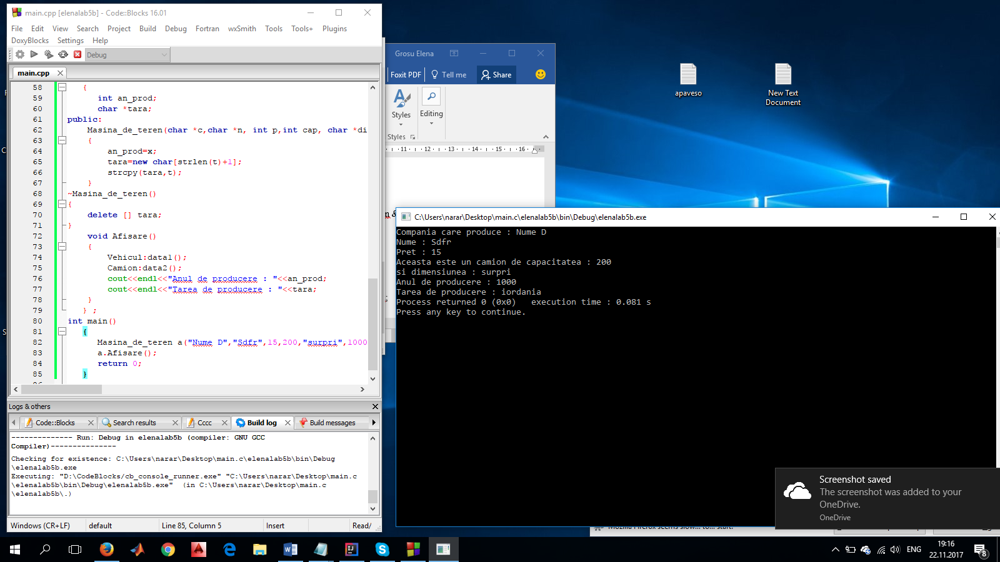 main.cpp [elenalab5b] - Code::Blocks 16.01
File Edit View Search Project Build Debug Fortran wxSmith Tools Tools+ Plugins
DoxyBlocks Settings Help
Debug
main.cpp
58 {
59 int an_prod;
60 char *tara;
61 public:
62 Masina_de_teren(char *c,char *n, int p,int cap, char *di
63 {
64 an_prod=x;
65 tara=new char[strlen(t)+1];
66 strcpy(tara,t);
67 }
68 ~Masina_de_teren()
69 {
70 delete [] tara;
71 }
72 void Afisare()
73 {
74 Vehicul:data1();
75 Camion:data2();
76 cout<<endl<<"Anul de producere : "<<an_prod;
77 cout<<endl<<"Tarea de producere : "<<tara;
78 }
79 } ;
80 int main()
81 {
82 Masina_de_teren a("Nume D","Sdfr",15,200,"surpri",1000
83 a.Afisare();
84 return 0;
85 }
Logs & others
Code::Blocks Search results Cccc Build log Build messages
-------------- Run: Debug in elenalab5b (compiler: GNU GCC
Compiler)---------------
Checking for existence: C:\Users\narar\Desktop\main.c\elenalab5b\bin\Debug
\elenalab5b.exe
Executing: "D:\CodeBlocks/cb_console_runner.exe" "C:\Users\narar\Desktop\main.c
\elenalab5b\bin\Debug\elenalab5b.exe" (in C:\Users\narar\Desktop\main.c
\elenalab5b\.)
Windows (CR+LF) default Line 85, Column 5 Insert Read/
Grosu Elena
Foxit PDF Tell me Share
Styles Editing
Styles
11 12 13 14 15 16
apaveso
New Text
Document
C:\Users\narar\Desktop\main.c\elenalab5b\bin\Debug\elenalab5b.exe
Compania care produce : Nume D
Nume : Sdfr
Pret : 15
Aceasta este un camion de capacitatea : 200
si dimensiunea : surpri
Anul de producere : 1000
Tarea de producere : iordania
Process returned 0 (0x0) execution time : 0.081 s
Press any key to continue.
Screenshot saved
The screenshot was added to your
OneDrive.
OneDrive
Mozilla Firefox seems slow... to... start.
ENG
19:16
22.11.2017
8